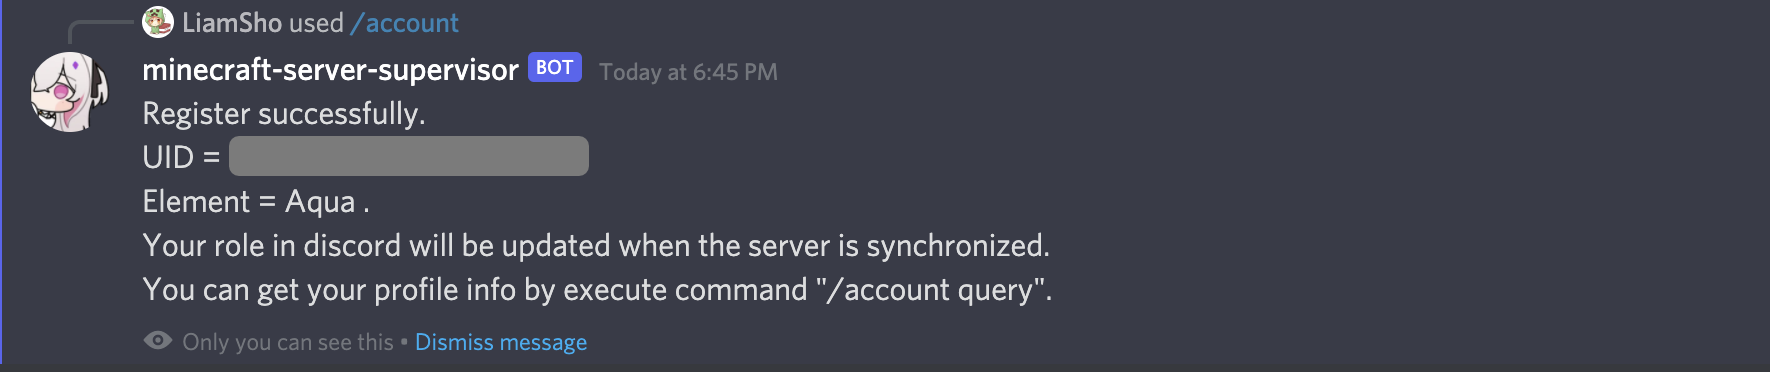 LiamSho used /account
minecraft-server-supervisor BOT Today at 6:45 PM
Register successfully.
UID =
Element = Aqua .
Your role in discord will be updated when the server is synchronized.
You can get your profile info by execute command "/account query".
Only you can see this • Dismiss message